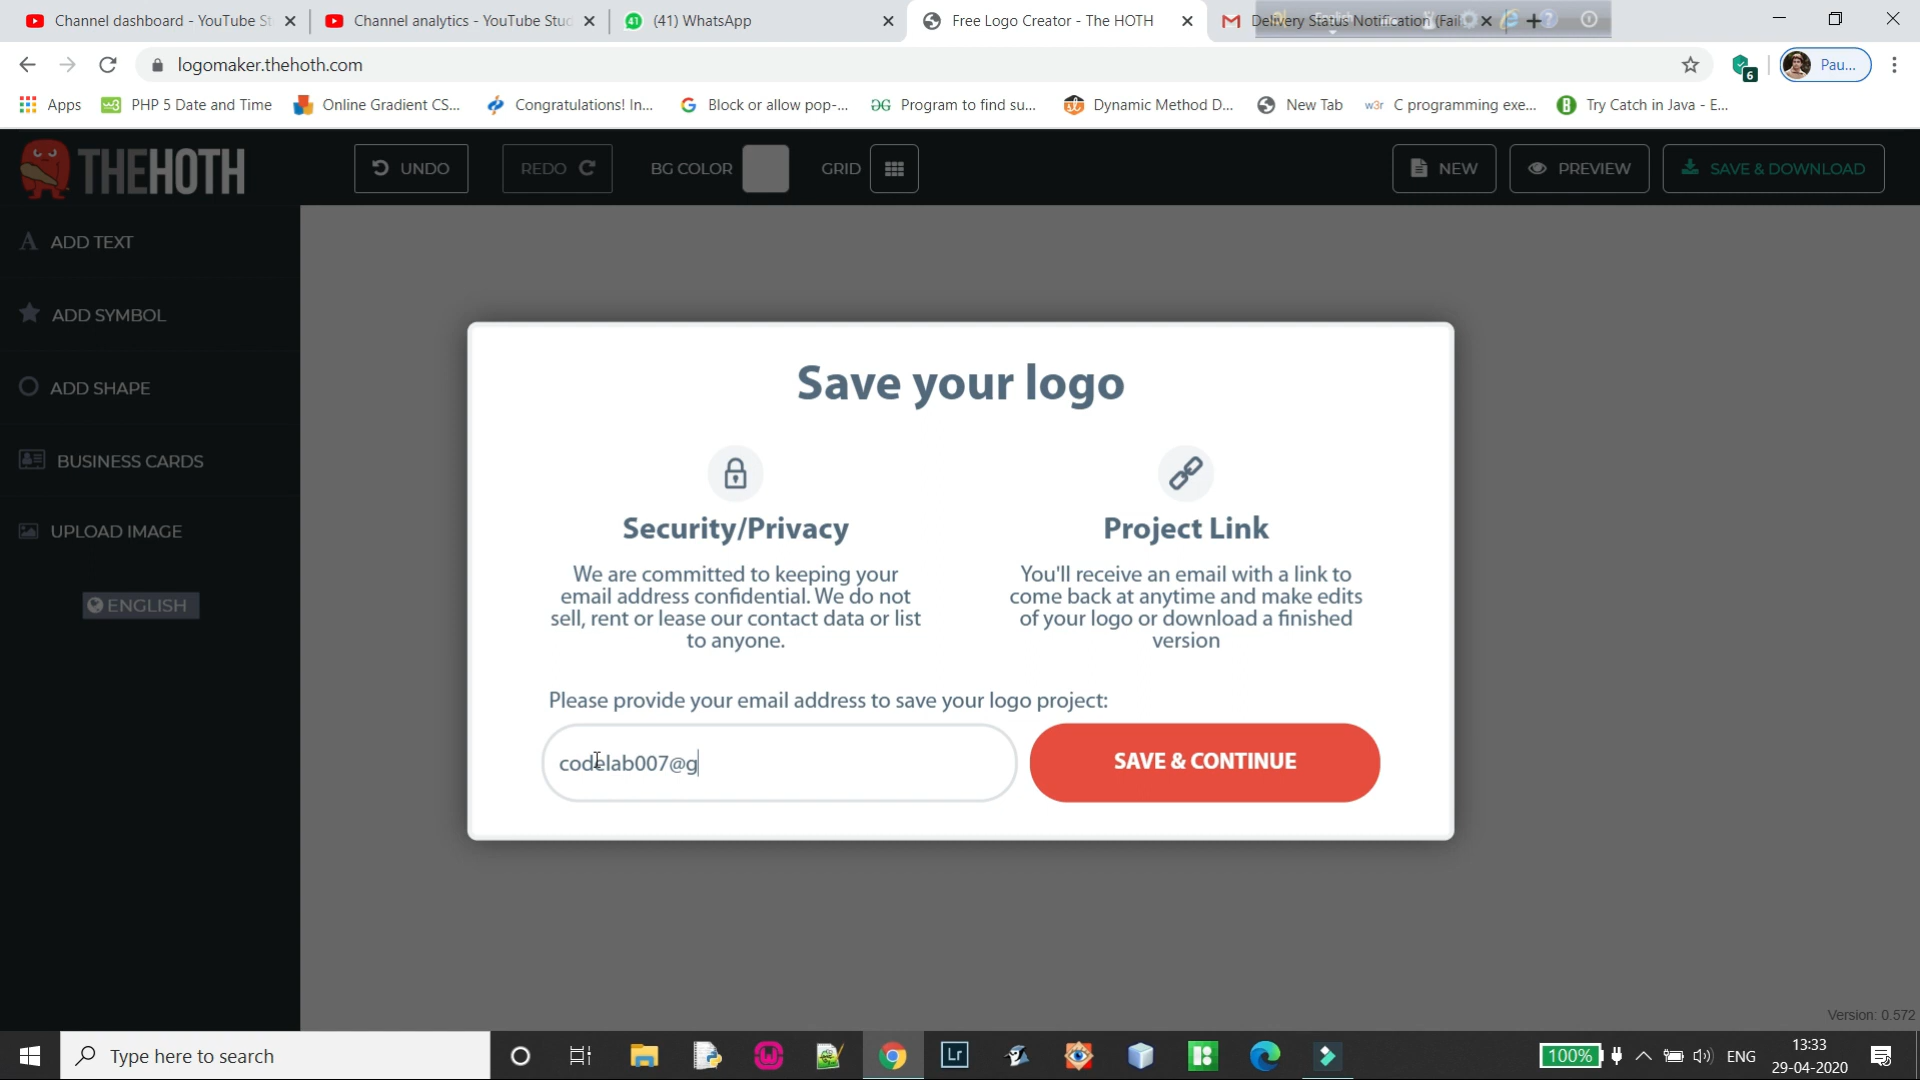 Channel dashboard - YouTube St
Channel analytics - YouTube Stuc
41 (41) WhatsApp
Free Logo Creator - The HOTH
Delivery Status Notification (Fail
logomaker.thehoth.com
6
Pau...
Apps
PHP 5 Date and Time
Online Gradient CS...
Congratulations! In...
Block or allow pop-...
Program to find su...
Dynamic Method D...
New Tab
w3r C programming exe...
Try Catch in Java - E...
THEHOTH
UNDO
REDO
BG COLOR
GRID
NEW
PREVIEW
SAVE & DOWNLOAD
A ADD TEXT
ADD SYMBOL
ADD SHAPE
BUSINESS CARDS
UPLOAD IMAGE
ENGLISH
Save your logo
Security/Privacy
We are committed to keeping your
email address confidential. We do not
sell, rent or lease our contact data or list
to anyone.
Project Link
You'll receive an email with a link to
come back at anytime and make edits
of your logo or download a finished
version
Please provide your email address to save your logo project:
codelab007@g
SAVE & CONTINUE
Version: 0.572
Type here to search
Lr
100%
ENG
13:33
29-04-2020